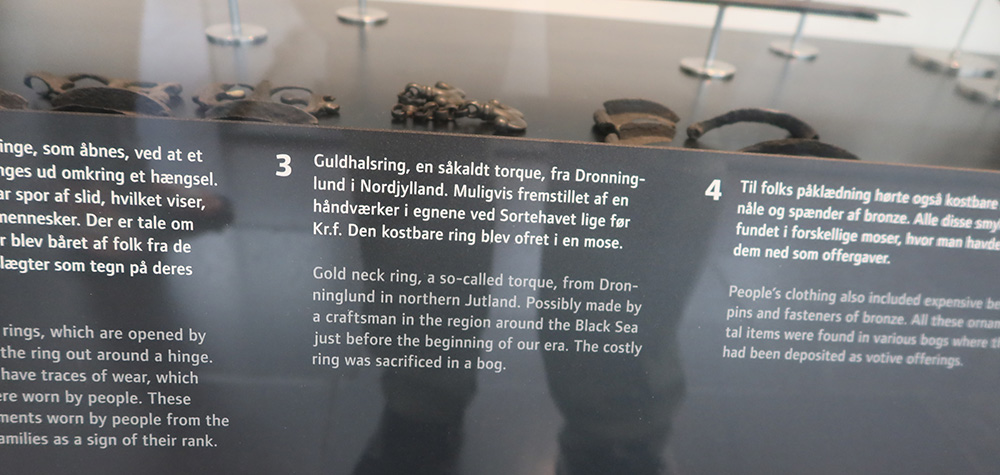 inge, som åbnes, ved at et
nges ud omkring et hængsel.
ar spor af slid, hvilket viser,
mennesker. Der er tale om
r blev båret af folk fra de
lægter som tegn på deres
rings, which are opened by
the ring out around a hinge.
have traces of wear, which
ere worn by people. These
ments worn by people from the
amilies as a sign of their rank.
3
Guldhalsring, en såkaldt torque, fra Dronning-
lund i Nordjylland. Muligvis fremstillet af en
håndværker i egnene ved Sortehavet lige før
Kr.f. Den kostbare ring blev ofret i en mose.
Gold neck ring, a so-called torque, from Dron-
ninglund in northern Jutland. Possibly made by
a craftsman in the region around the Black Sea
just before the beginning of our era. The costly
ring was sacrificed in a bog.
4
Til folks påklædning hørte også kostbare
nåle og spænder af bronze. Alle disse smy
fundet i forskellige moser, hvor man havde
dem ned som offergaver.
People's clothing also included expensive be
pins and fasteners of bronze. All these ornam
tal items were found in various bogs where th
had been deposited as votive offerings.